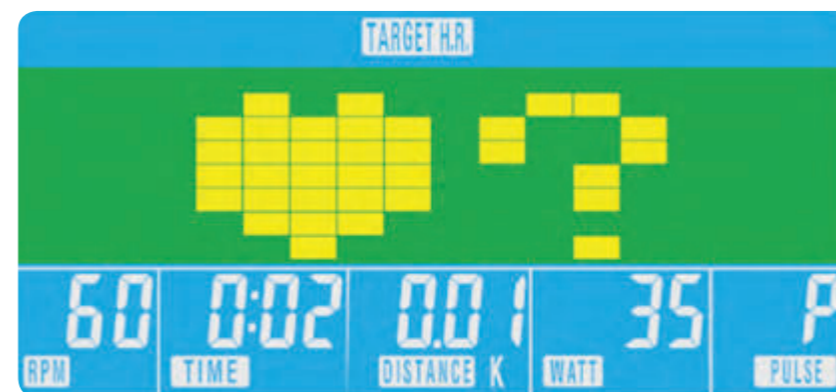 TARGET H.R.
?
60 0:02 0.01 35 P
RPM TIME DISTANCE K WATT PULSE